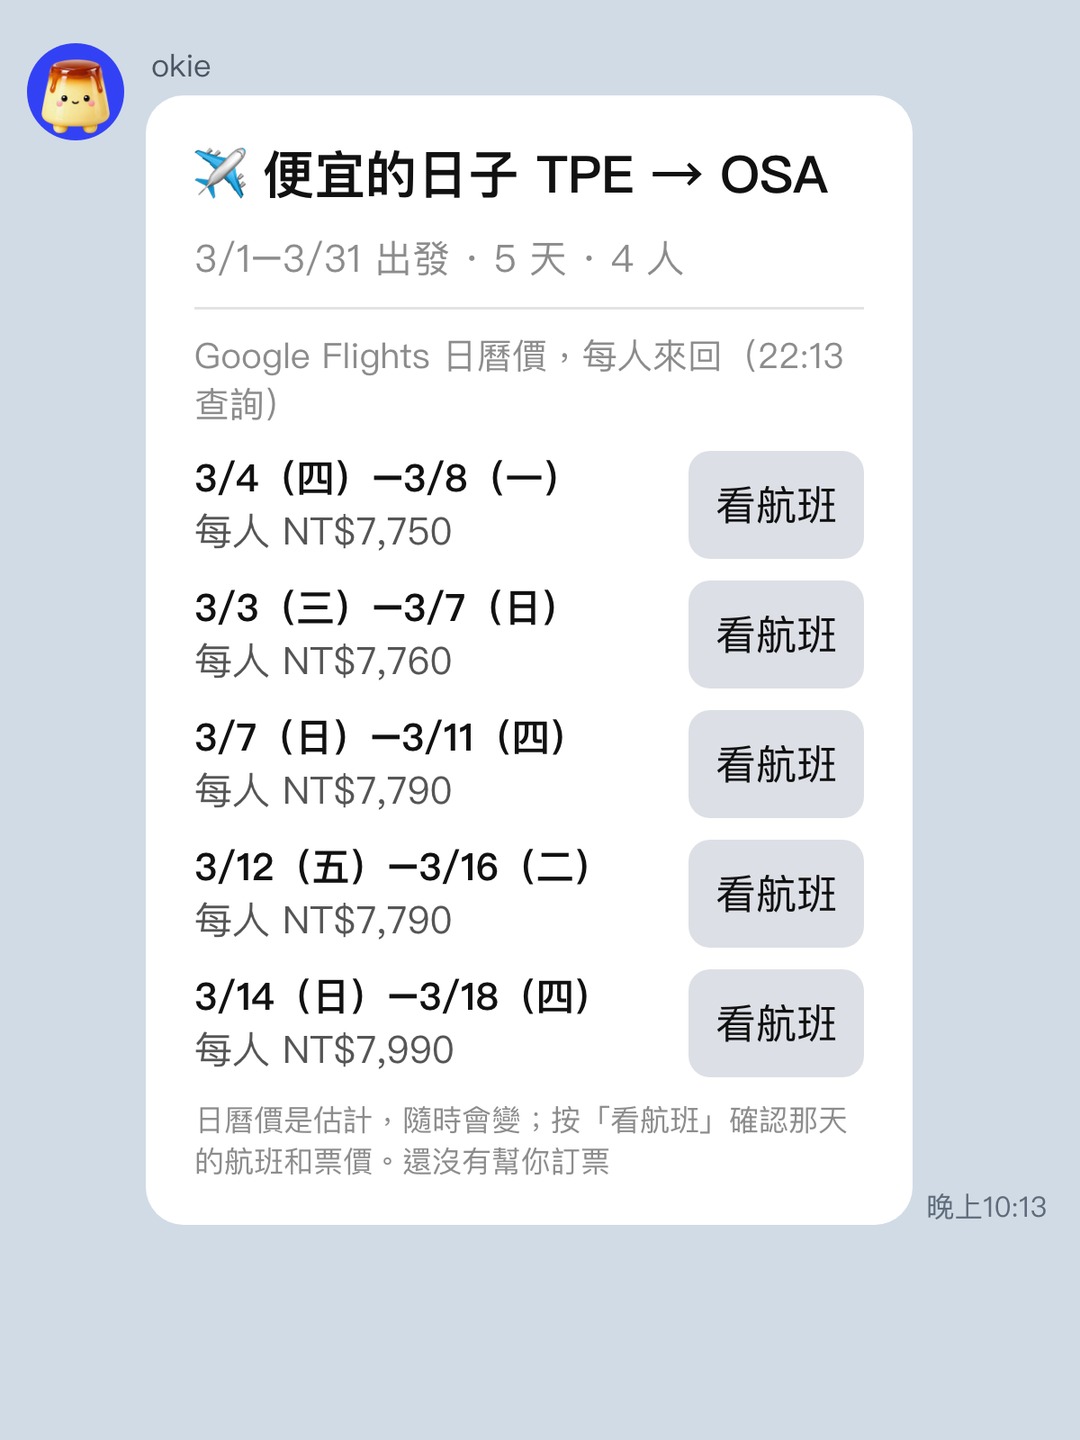 okie
✈️ 便宜的日子 TPE → OSA
3/1–3/31 出發 · 5 天 · 4 人
Google Flights 日曆價，每人來回（22:13
查詢）
3/4（四）–3/8（一）
每人 NT$7,750
看航班
3/3（三）–3/7（日）
每人 NT$7,760
看航班
3/7（日）–3/11（四）
每人 NT$7,790
看航班
3/12（五）–3/16（二）
每人 NT$7,790
看航班
3/14（日）–3/18（四）
每人 NT$7,990
看航班
日曆價是估計，隨時會變；按「看航班」確認那天
的航班和票價。還沒有幫你訂票
晚上10:13